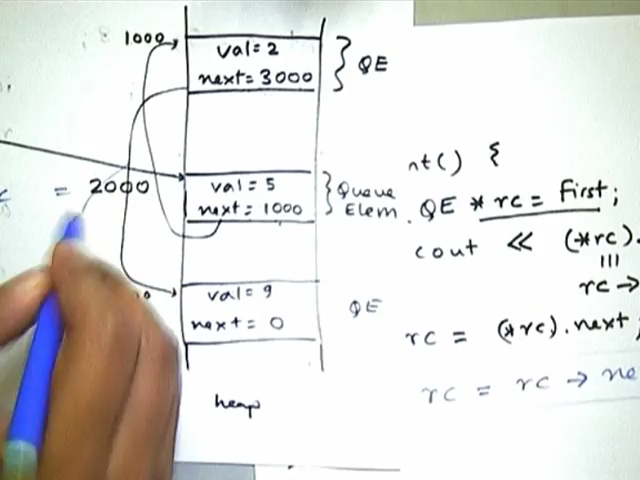 1000
val = 2
next = 3000
QE
= 2000
val = 5
next = 1000
Queue
Elem.
val = 9
next = 0
QE
heap
nt() {
QE * rc = First;
cout << (*rc).
|||
rc →
rc = (*rc).next;
rc = rc → ne